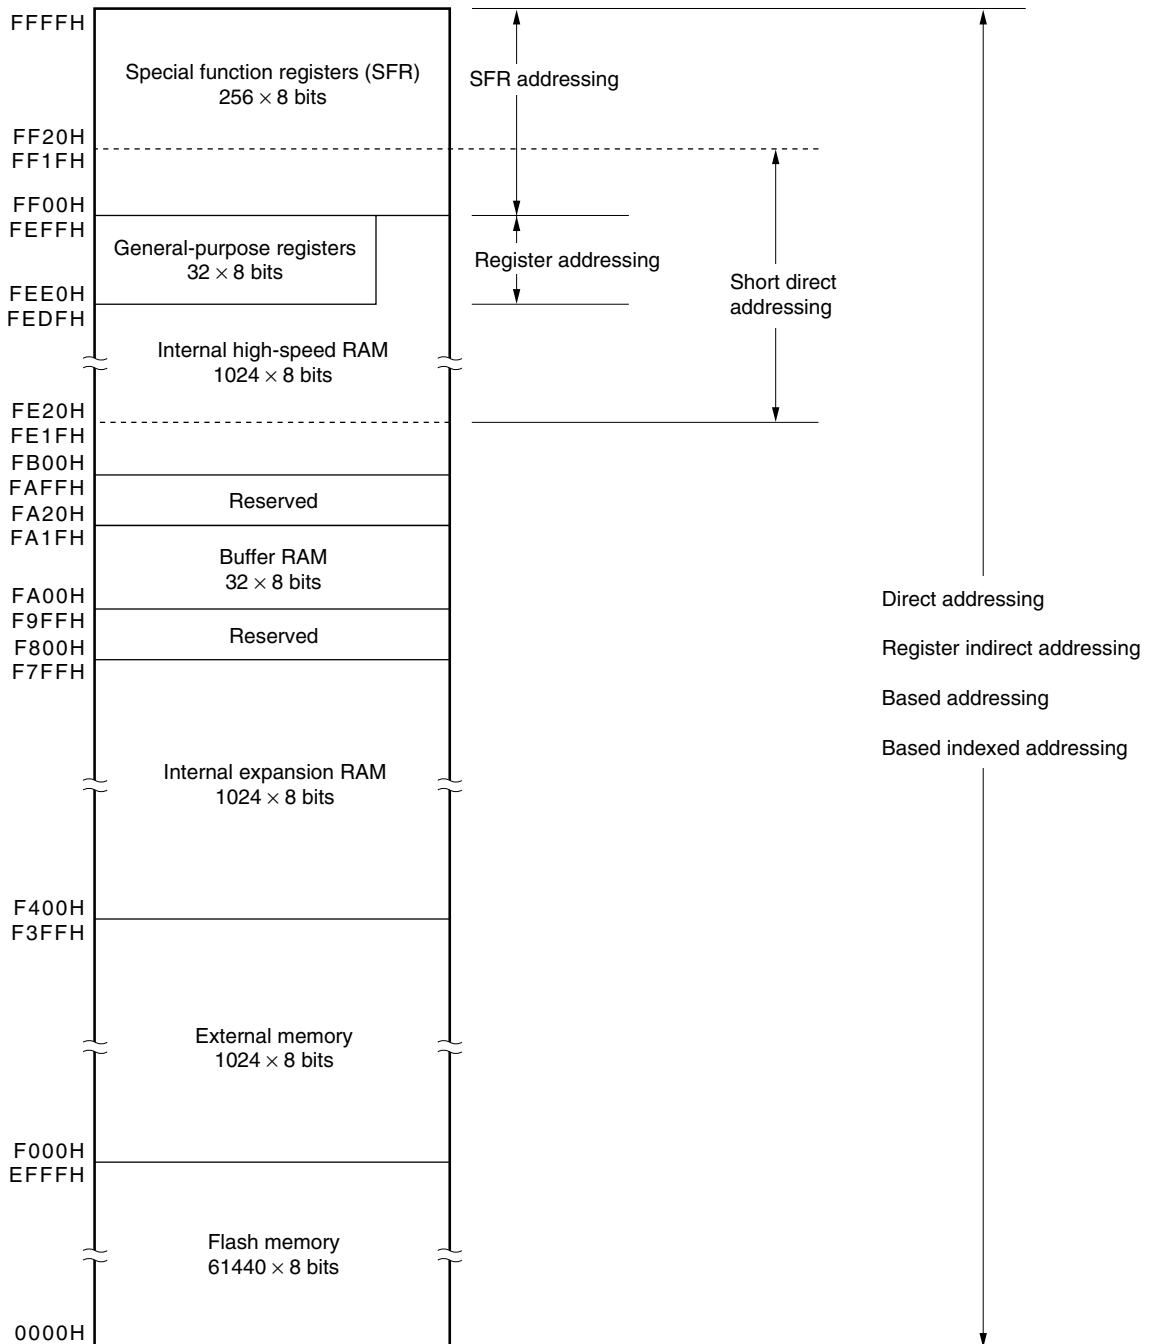 FFFFH
Special function registers (SFR)
256 × 8 bits
SFR addressing
FF20H
FF1FH
FF00H
FEFFH
General-purpose registers
32 × 8 bits
Register addressing
FEE0H
FEDFH
Short direct
addressing
Internal high-speed RAM
1024 × 8 bits
FE20H
FE1FH
FB00H
FAFFH
Reserved
FA20H
FA1FH
Buffer RAM
32 × 8 bits
FA00H
F9FFH
Reserved
F800H
F7FFH
Direct addressing
Register indirect addressing
Based addressing
Based indexed addressing
Internal expansion RAM
1024 × 8 bits
F400H
F3FFH
External memory
1024 × 8 bits
F000H
EFFFH
Flash memory
61440 × 8 bits
0000H